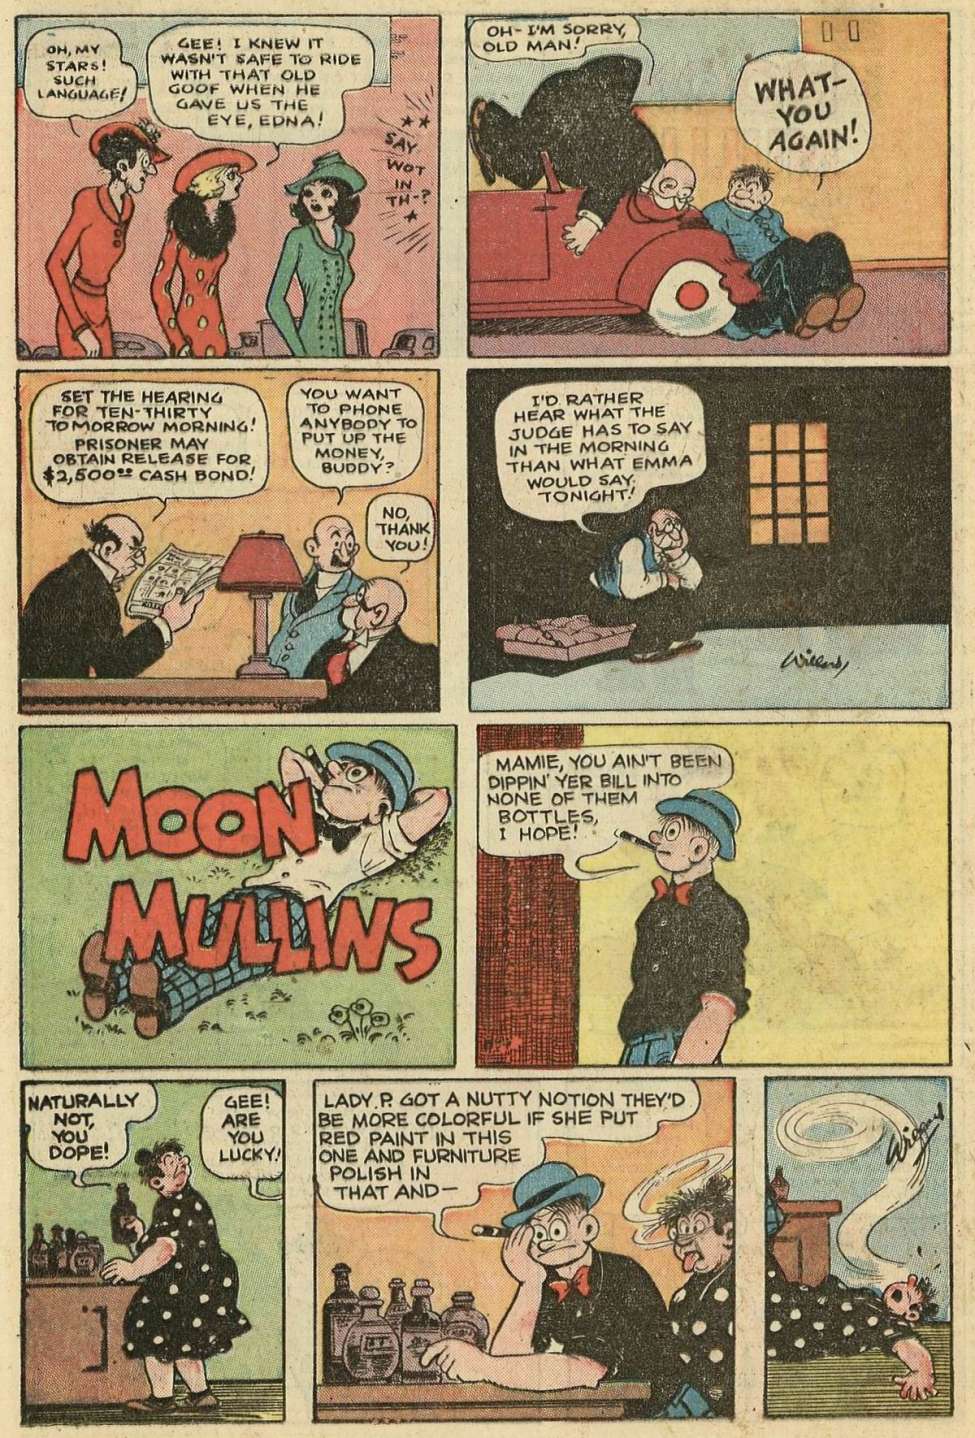 OH, MY
STARS!
SUCH
LANGUAGE!
GEE! I KNEW IT
WASN'T SAFE TO RIDE
WITH THAT OLD
GOOF WHEN HE
GAVE US THE
EYE, EDNA!
SAY
WOT
IN
TH-?
OH-I'M SORRY,
OLD MAN!
WHAT-
YOU
AGAIN!
SET THE HEARING
FOR TEN-THIRTY
TOMORROW MORNING!
PRISONER MAY
OBTAIN RELEASE FOR
$2,500.00 CASH BOND!
YOU WANT
TO PHONE
ANYBODY TO
PUT UP THE
MONEY,
BUDDY?
NO,
THANK
YOU!
I'D RATHER
HEAR WHAT THE
JUDGE HAS TO SAY
IN THE MORNING
THAN WHAT EMMA
WOULD SAY
TONIGHT!
Willard
MOON
MULLINS
MAMIE, YOU AIN'T BEEN
DIPPIN' YER BILL INTO
NONE OF THEM
BOTTLES,
I HOPE!
NATURALLY
NOT,
YOU
DOPE!
GEE!
ARE
YOU
LUCKY!
LADY P. GOT A NUTTY NOTION THEY'D
BE MORE COLORFUL IF SHE PUT
RED PAINT IN THIS
ONE AND FURNITURE
POLISH IN
THAT AND—